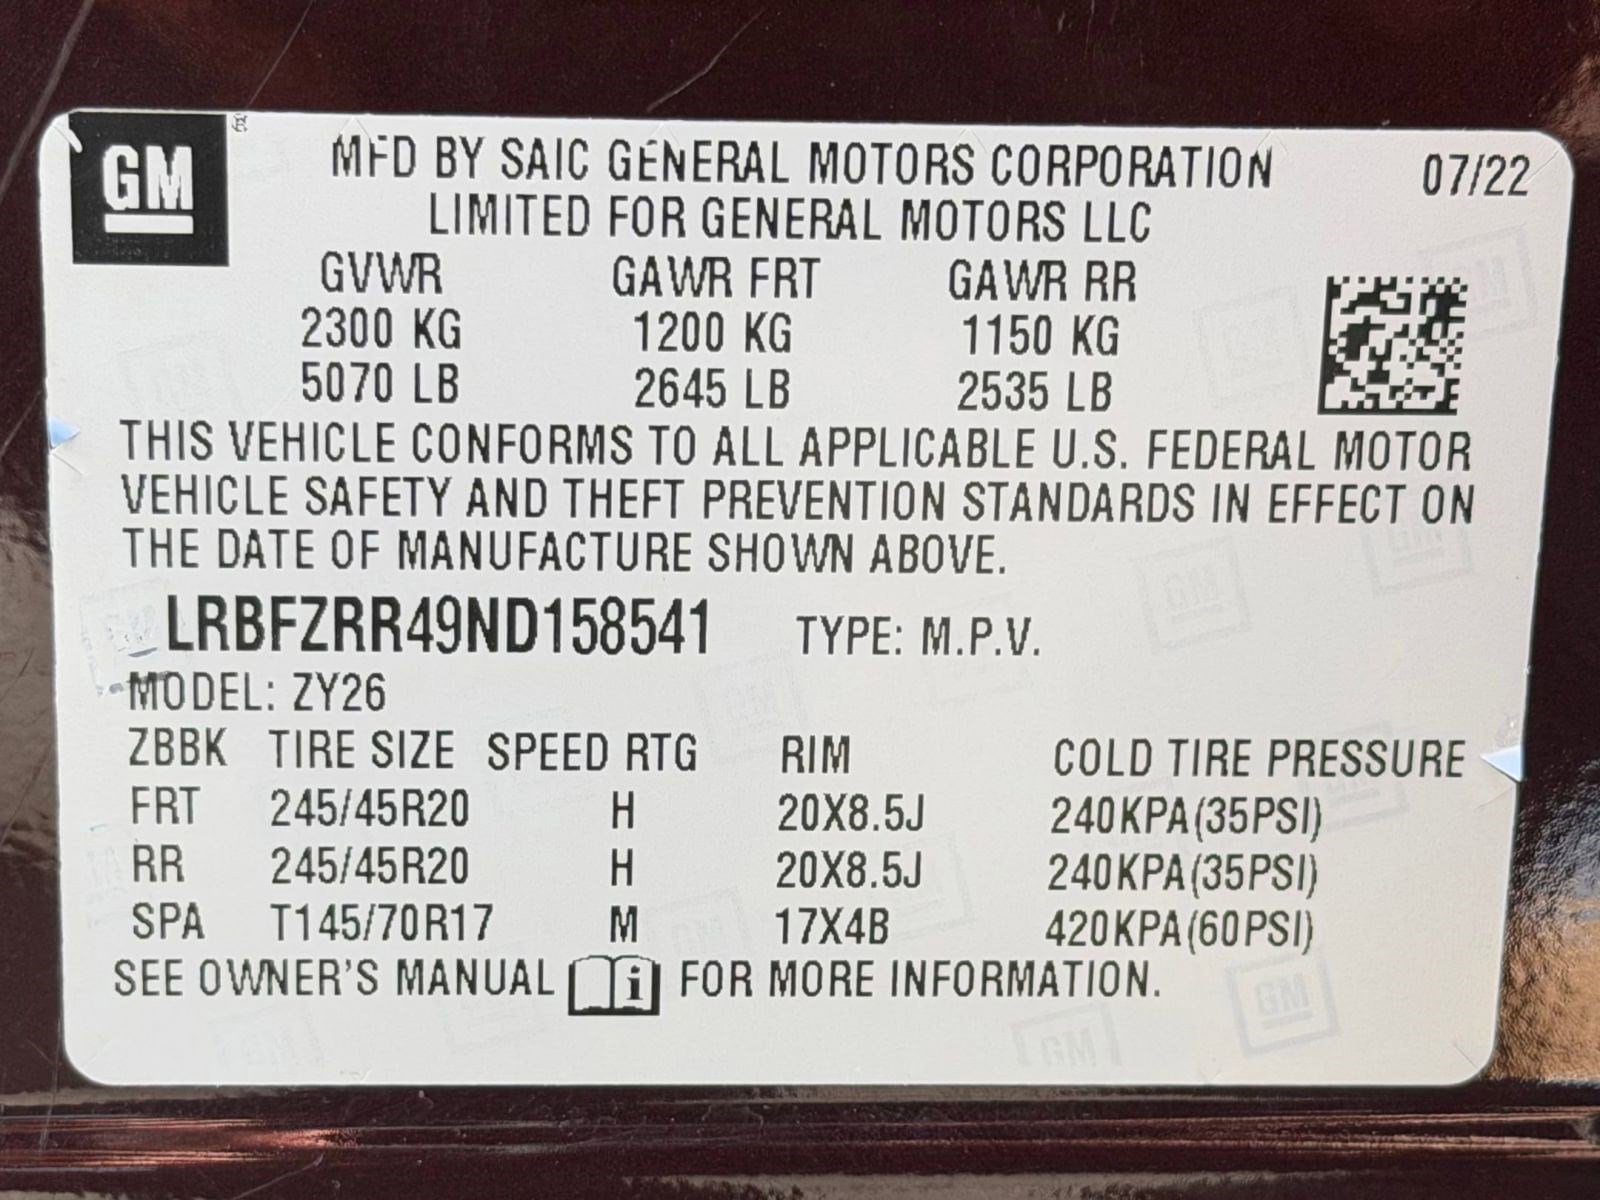 GM
MFD BY SAIC GENERAL MOTORS CORPORATION 07/22
LIMITED FOR GENERAL MOTORS LLC
GVWR GAWR FRT GAWR RR
2300 KG 1200 KG 1150 KG
5070 LB 2645 LB 2535 LB
THIS VEHICLE CONFORMS TO ALL APPLICABLE U.S. FEDERAL MOTOR
VEHICLE SAFETY AND THEFT PREVENTION STANDARDS IN EFFECT ON
THE DATE OF MANUFACTURE SHOWN ABOVE.
LRBFZRR49ND158541 TYPE: M.P.V.
MODEL: ZY26
ZBBK TIRE SIZE SPEED RTG RIM COLD TIRE PRESSURE
FRT 245/45R20 H 20X8.5J 240KPA(35PSI)
RR 245/45R20 H 20X8.5J 240KPA(35PSI)
SPA T145/70R17 M 17X4B 420KPA(60PSI)
SEE OWNER'S MANUAL i FOR MORE INFORMATION.